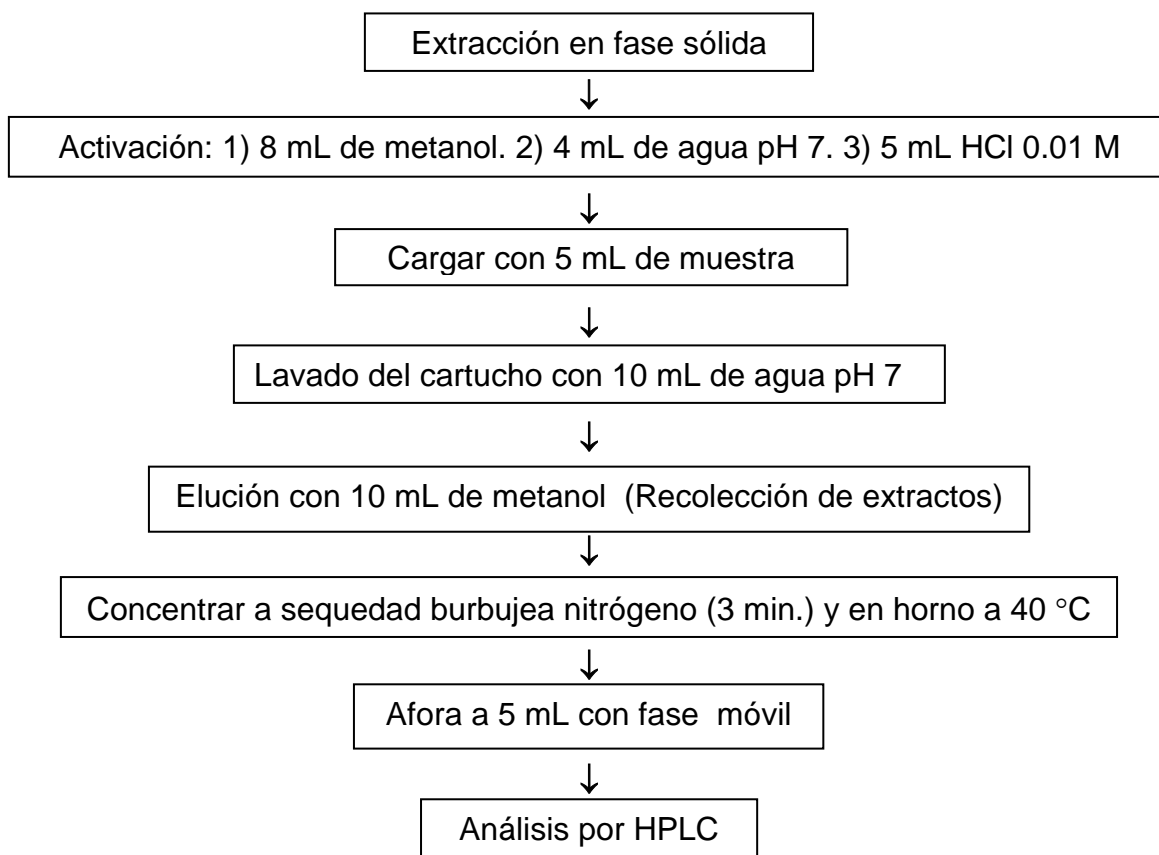 Extracción en fase sólida
↓
Activación: 1) 8 mL de metanol. 2) 4 mL de agua pH 7. 3) 5 mL HCl 0.01 M
↓
Cargar con 5 mL de muestra
↓
Lavado del cartucho con 10 mL de agua pH 7
↓
Elución con 10 mL de metanol (Recolección de extractos)
↓
Concentrar a sequedad burbujea nitrógeno (3 min.) y en horno a 40 °C
↓
Afora a 5 mL con fase móvil
↓
Análisis por HPLC